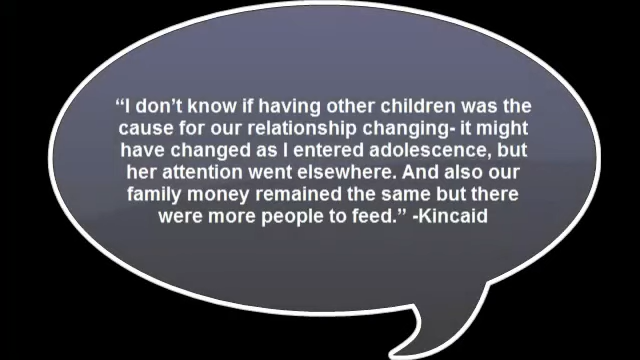 “I don’t know if having other children was the
cause for our relationship changing- it might
have changed as I entered adolescence, but
her attention went elsewhere. And also our
family money remained the same but there
were more people to feed.” -Kincaid